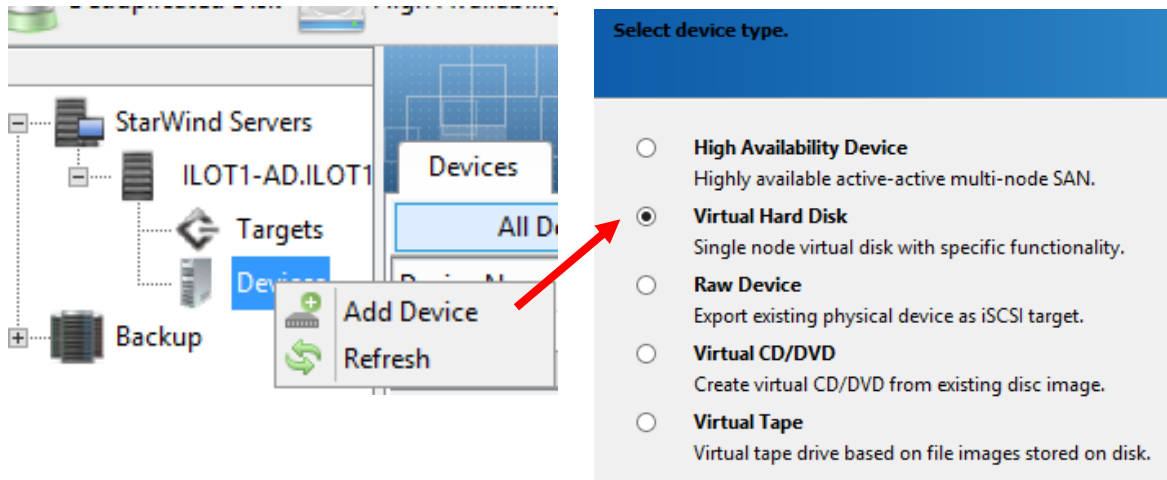 StarWind Servers
ILOT1-AD.ILOT1
Targets
Devices
Backup
Add Device
Refresh
Devices
All
Select device type.
High Availability Device
Highly available active-active multi-node SAN.
Virtual Hard Disk
Single node virtual disk with specific functionality.
Raw Device
Export existing physical device as iSCSI target.
Virtual CD/DVD
Create virtual CD/DVD from existing disc image.
Virtual Tape
Virtual tape drive based on file images stored on disk.